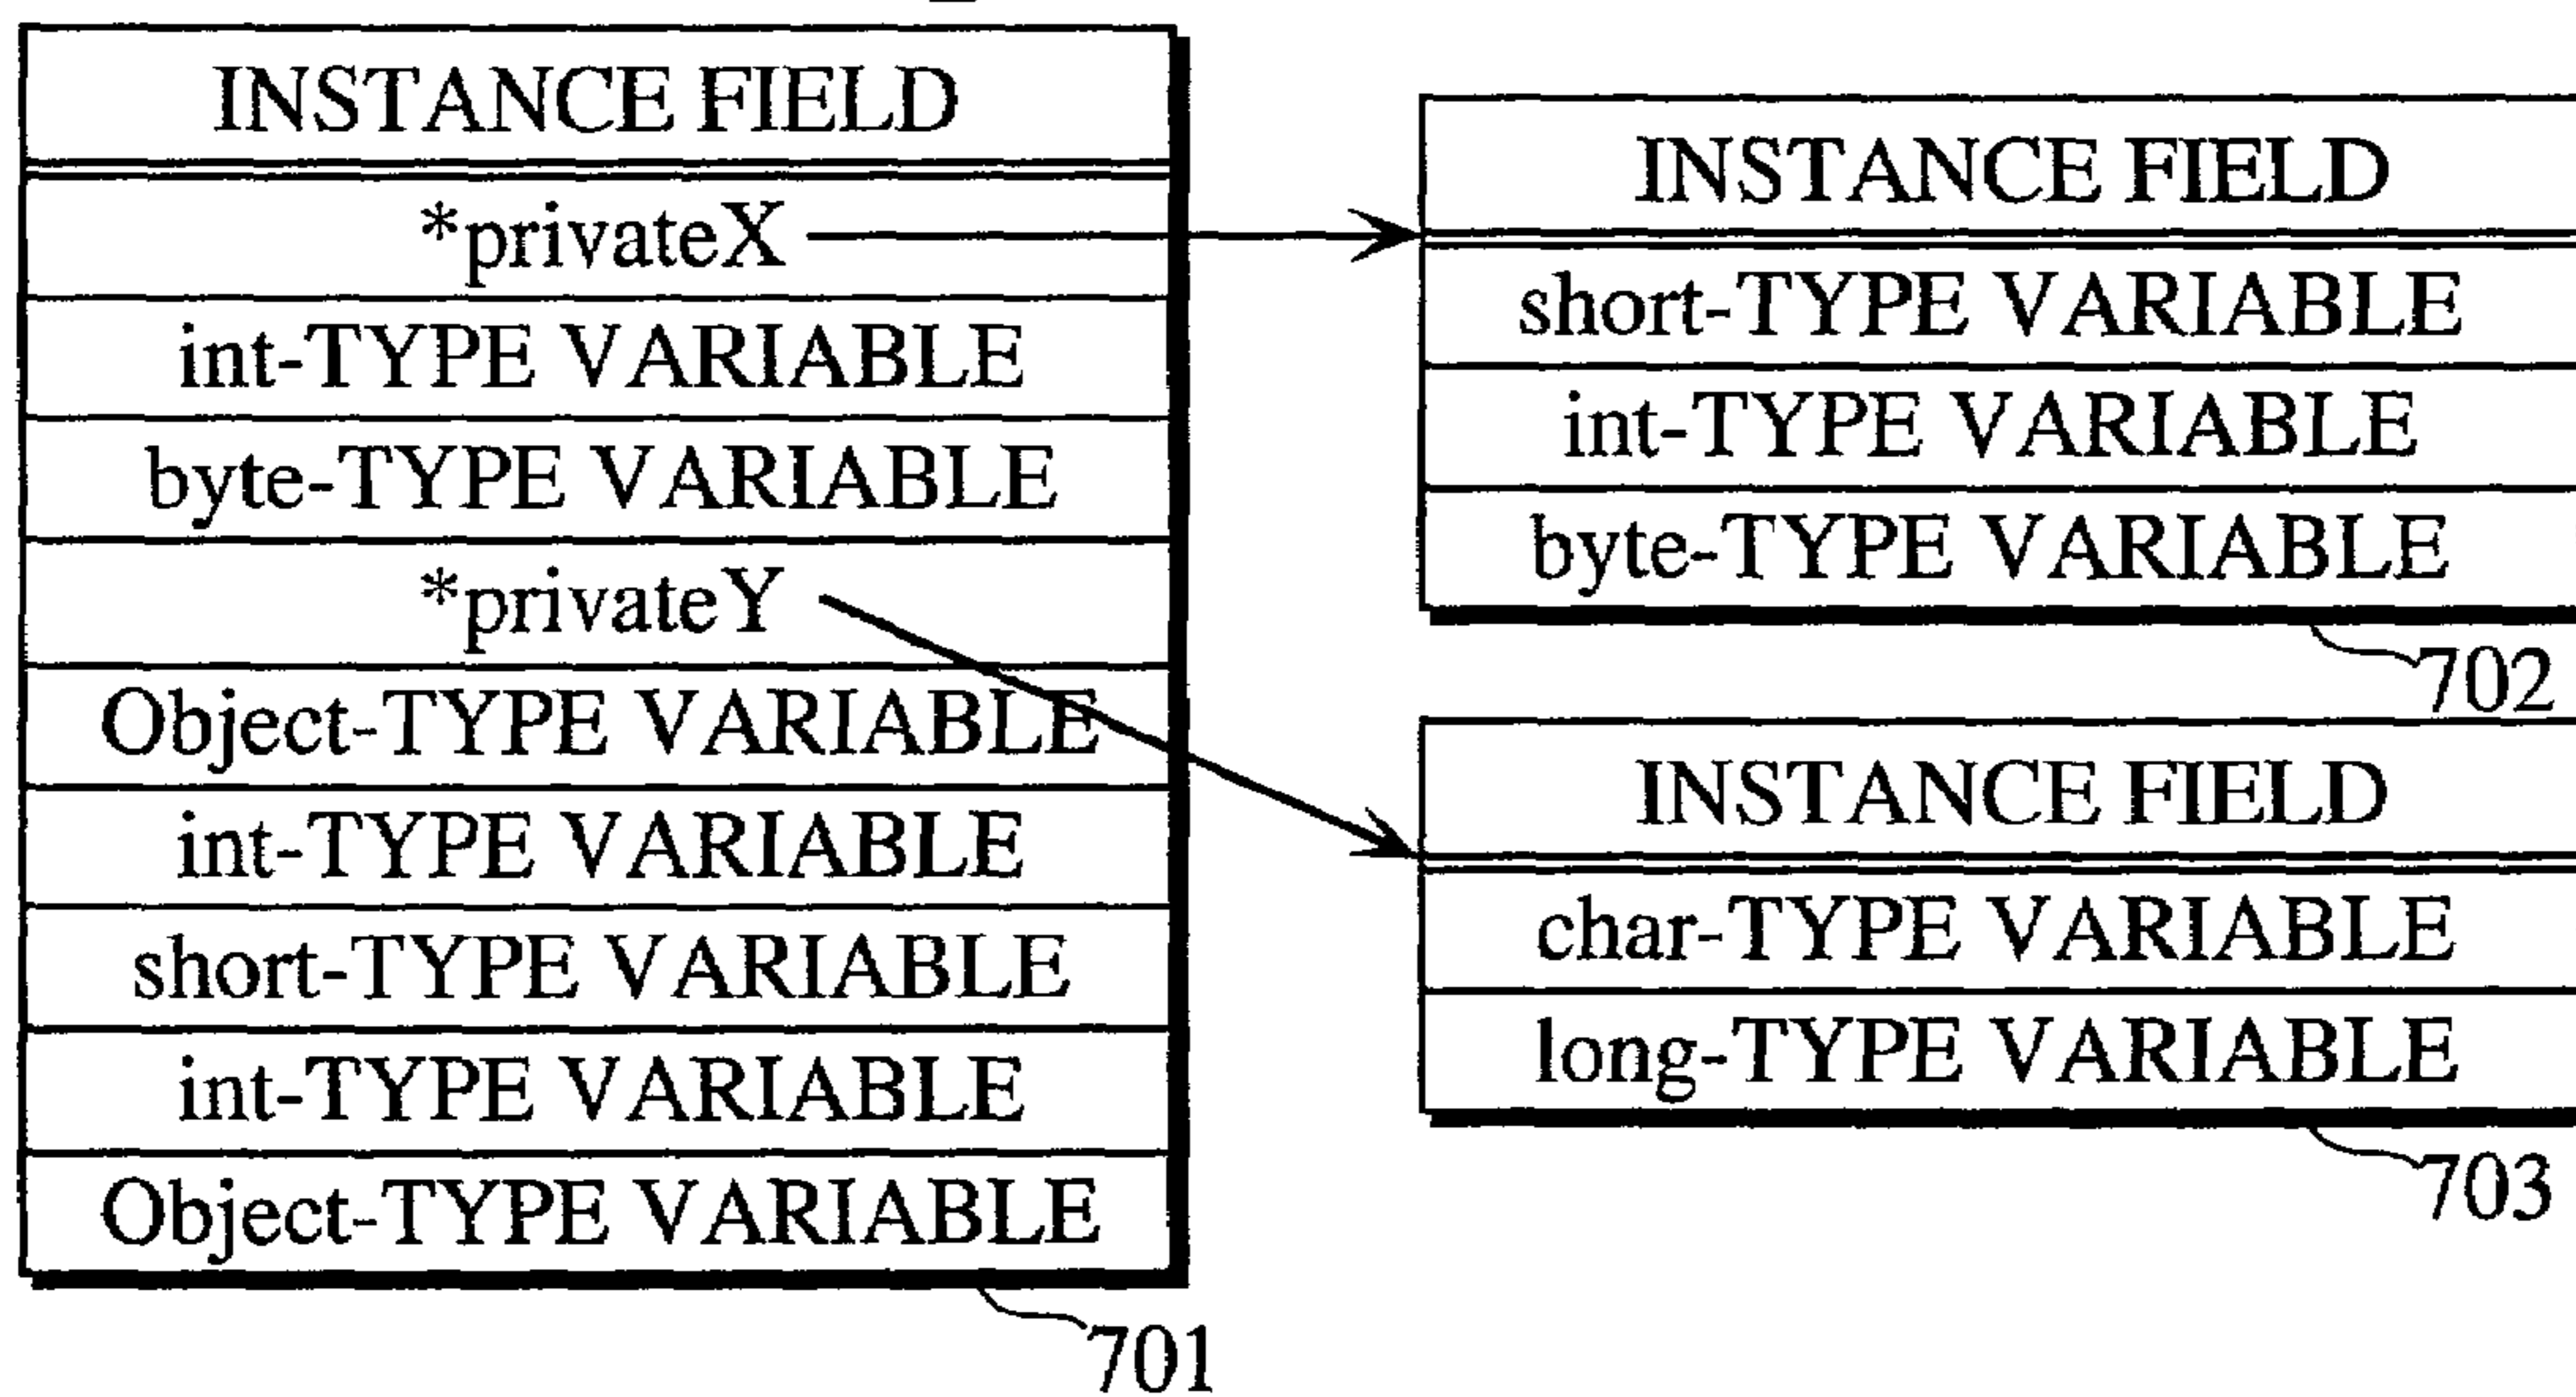 INSTANCE FIELD
*privateX
int-TYPE VARIABLE
byte-TYPE VARIABLE
*privateY
Object-TYPE VARIABLE
int-TYPE VARIABLE
short-TYPE VARIABLE
int-TYPE VARIABLE
Object-TYPE VARIABLE
701
INSTANCE FIELD
short-TYPE VARIABLE
int-TYPE VARIABLE
byte-TYPE VARIABLE
702
INSTANCE FIELD
char-TYPE VARIABLE
long-TYPE VARIABLE
703